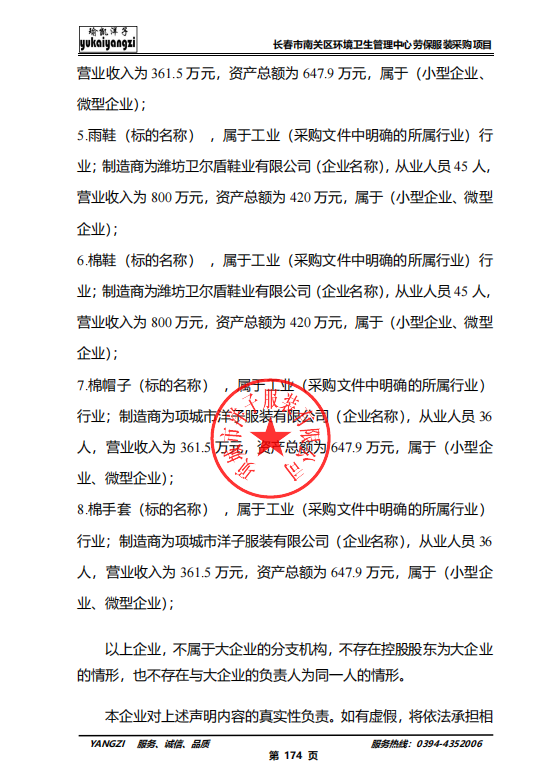 瑜凯洋子
yukaiyangzi
长春市南关区环境卫生管理中心劳保服装采购项目
营业收入为 361.5 万元，资产总额为 647.9 万元，属于（小型企业、
微型企业）；
5.雨鞋（标的名称） ，属于工业（采购文件中明确的所属行业）行
业；制造商为潍坊卫尔盾鞋业有限公司（企业名称），从业人员 45 人，
营业收入为 800 万元，资产总额为 420 万元，属于（小型企业、微型
企业）；
6.棉鞋（标的名称） ，属于工业（采购文件中明确的所属行业）行
业；制造商为潍坊卫尔盾鞋业有限公司（企业名称），从业人员 45 人，
营业收入为 800 万元，资产总额为 420 万元，属于（小型企业、微型
企业）；
7.棉帽子（标的名称） ，属于工业（采购文件中明确的所属行业）
行业；制造商为项城市洋子服装有限公司（企业名称），从业人员 36
人，营业收入为 361.5 万元，资产总额为 647.9 万元，属于（小型企
业、微型企业）；
项城市洋子服装有限公司
8.棉手套（标的名称） ，属于工业（采购文件中明确的所属行业）
行业；制造商为项城市洋子服装有限公司（企业名称），从业人员 36
人，营业收入为 361.5 万元，资产总额为 647.9 万元，属于（小型企
业、微型企业）；
以上企业，不属于大企业的分支机构，不存在控股股东为大企业
的情形，也不存在与大企业的负责人为同一人的情形。
本企业对上述声明内容的真实性负责。如有虚假，将依法承担相
YANGZI 服务、诚信、品质 服务热线：0394-4352006
第 174 页